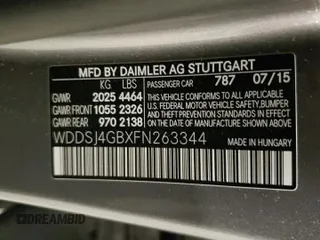 MFD BY DAIMLER AG STUTTGART
KG. LBS PASSENGER CAR 787 07/15
GVWR 2025 4464
GAWR:FRONT 1055 2326
GAWR:REAR 970 2138
THIS VEHICLE CONFORMS TO ALL APPLICABLE
FEDERAL MOTOR VEHICLE SAFETY, BUMPER
AND THEFT PREVENTION STANDARDS IN
EFFECT ON THE DATE OF MANUFACTURE
SHOWN ABOVE.
WDDSJ4GBXFN263344
MADE IN
HUNGARY
DREAMBID